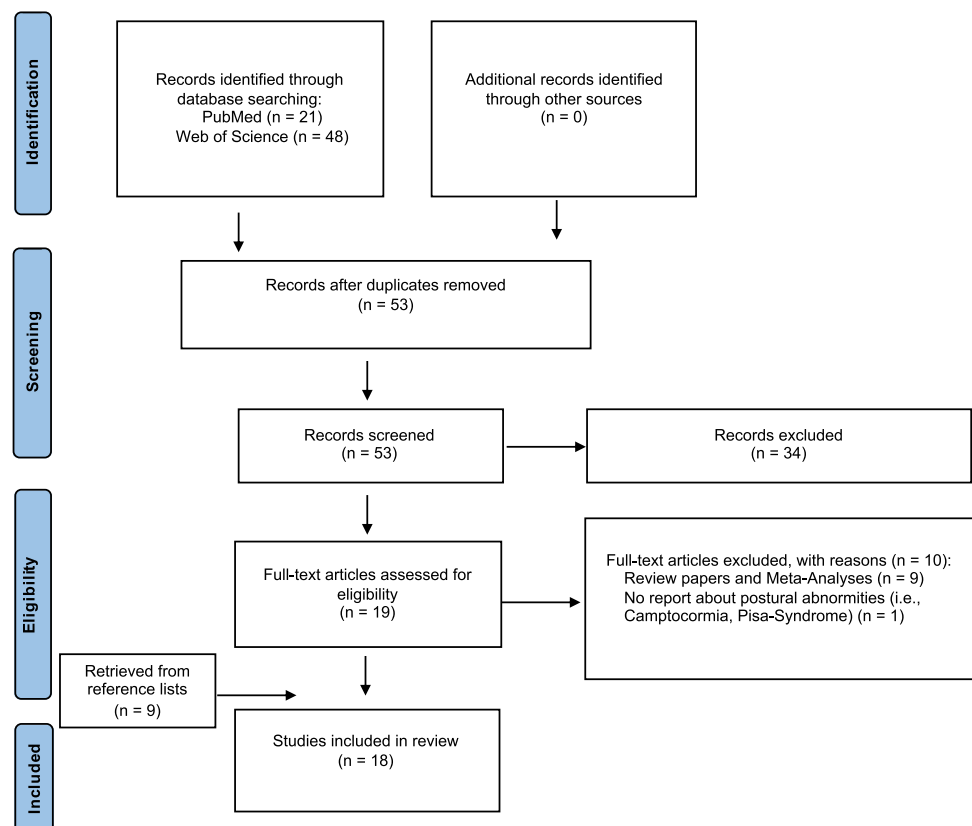 Identification
Records identified through
database searching:
PubMed (n = 21)
Web of Science (n = 48)
Additional records identified
through other sources
(n = 0)
Screening
Records after duplicates removed
(n = 53)
Records screened
(n = 53)
Records excluded
(n = 34)
Eligibility
Full-text articles assessed for
eligibility
(n = 19)
Full-text articles excluded, with reasons (n = 10):
Review papers and Meta-Analyses (n = 9)
No report about postural abnormities (i.e.,
Camptocormia, Pisa-Syndrome) (n = 1)
Retrieved from
reference lists
(n = 9)
Included
Studies included in review
(n = 18)